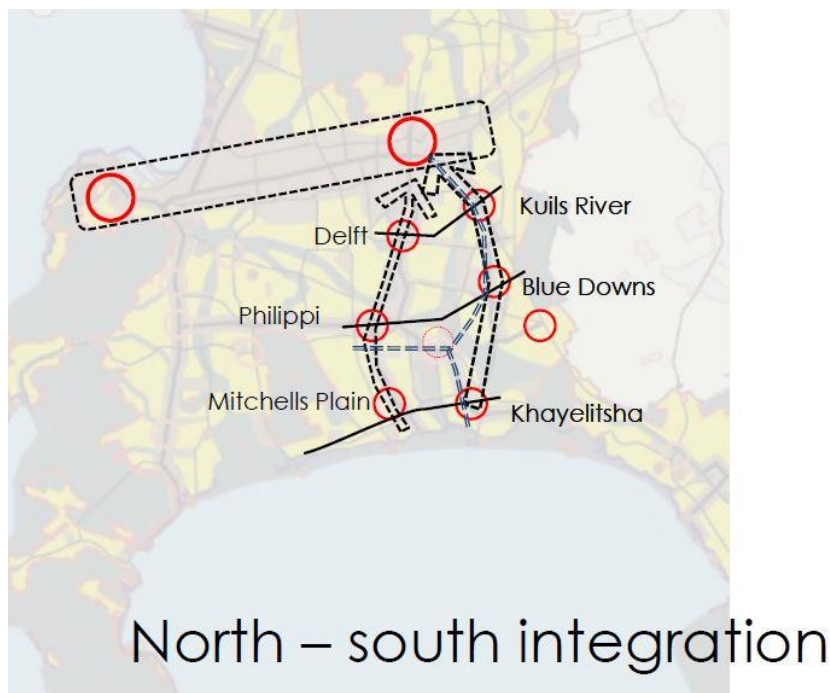 Kuils River
Delft
Blue Downs
Philippi
Mitchells Plain
Khayelitsha
North – south integration